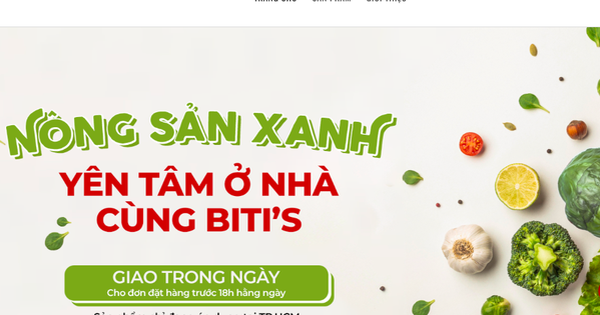 NÔNG SẢN XANH
YÊN TÂM Ở NHÀ
CÙNG BITI'S
GIAO TRONG NGÀY
Cho đơn đặt hàng trước 18h hằng ngày